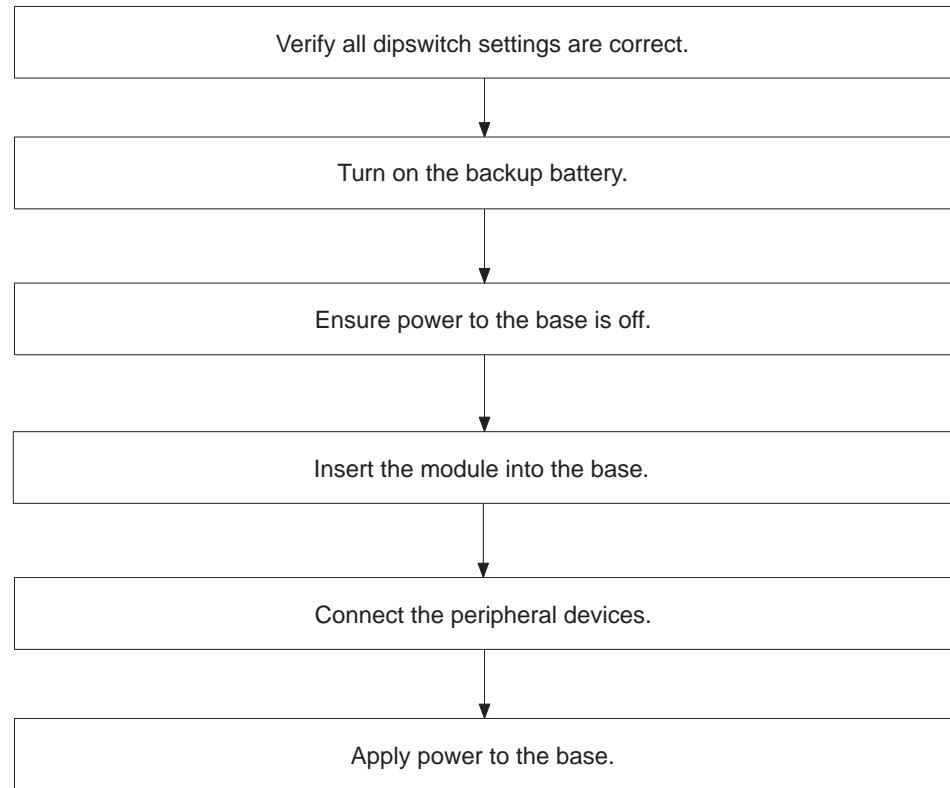 Verify all dipswitch settings are correct.
Turn on the backup battery.
Ensure power to the base is off.
Insert the module into the base.
Connect the peripheral devices.
Apply power to the base.